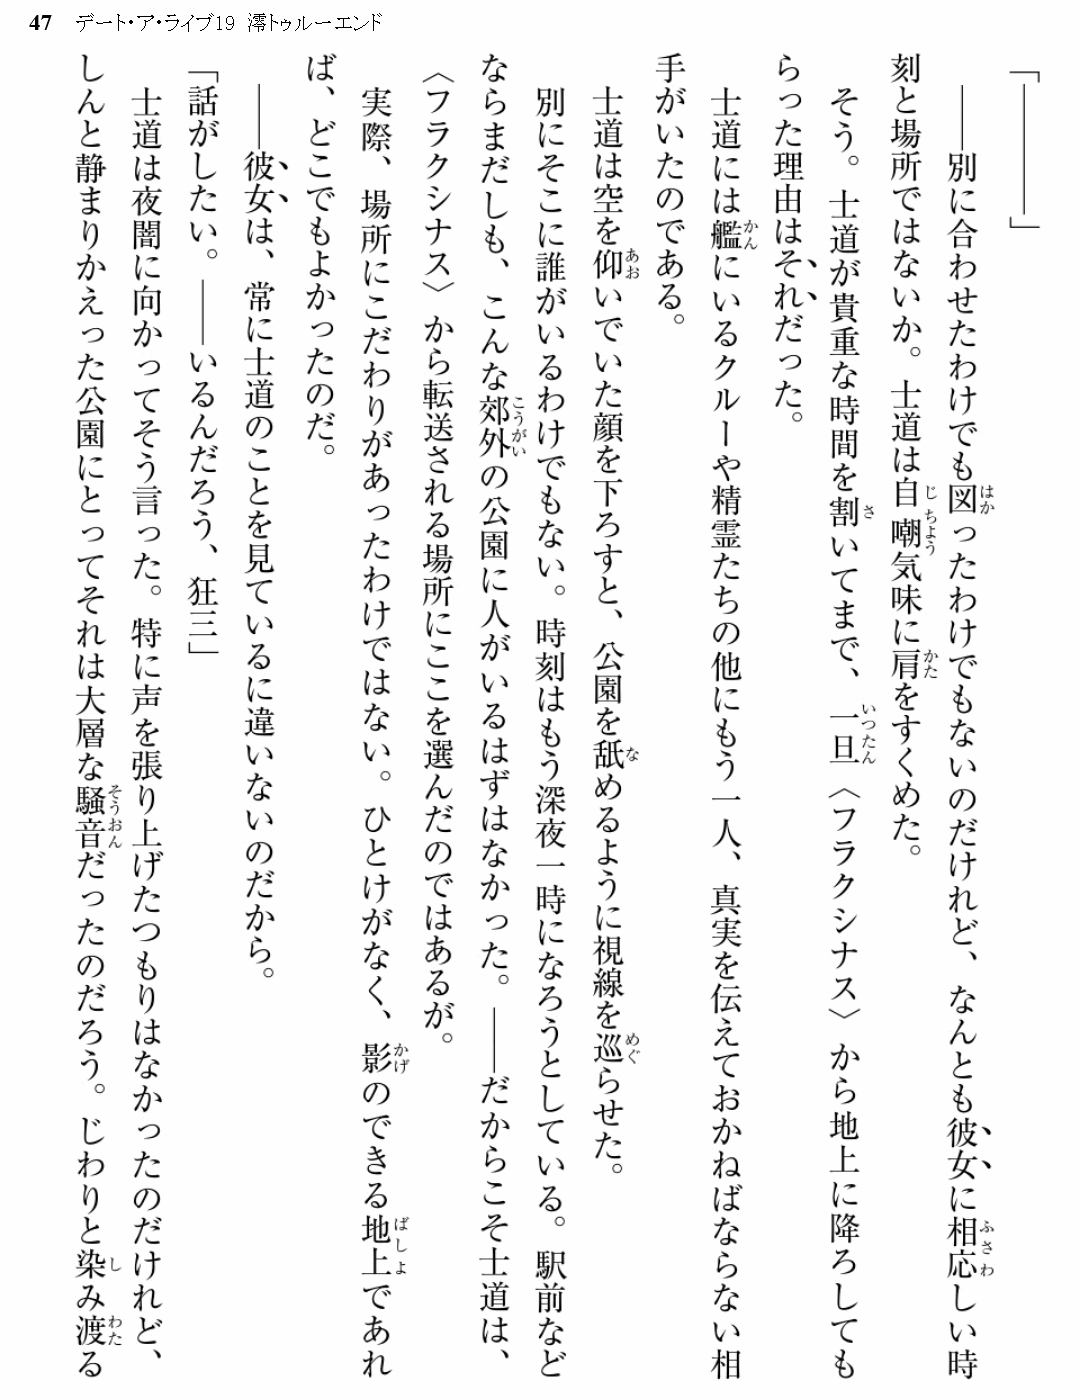 47 デート・ア・ライブ19 澪トゥルーエンド
「――――」
――別に合わせたわけでも図ったわけでもないのだけれど、なんとも彼女に相応しい時
刻と場所ではないか。士道は自嘲気味に肩をすくめた。
そう。士道が貴重な時間を割いてまで、一旦〈フラクシナス〉から地上に降ろしても
らった理由はそれだった。
士道には艦にいるクルーや精霊たちの他にもう一人、真実を伝えておかねばならない相
手がいたのである。
士道は空を仰いでいた顔を下ろすと、公園を舐めるように視線を巡らせた。
別にそこに誰がいるわけでもない。時刻はもう深夜一時になろうとしている。駅前など
ならまだしも、こんな郊外の公園に人がいるはずはなかった。――だからこそ士道は、
〈フラクシナス〉から転送される場所にここを選んだのではあるが。
実際、場所にこだわりがあったわけではない。ひとけがなく、影のできる地上であれ
ば、どこでもよかったのだ。
――彼女は、常に士道のことを見ているに違いないのだから。
「話がしたい。――いるんだろう、狂三」
士道は夜闇に向かってそう言った。特に声を張り上げたつもりはなかったのだけれど、
しんと静まりかえった公園にとってそれは大層な騒音だったのだろう。じわりと染み渡る